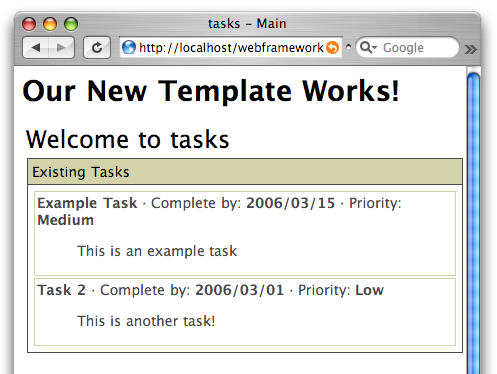 tasks – Main
http://localhost/webframework
Google
Our New Template Works!
Welcome to tasks
Existing Tasks
Example Task · Complete by: 2006/03/15 · Priority:
Medium
This is an example task
Task 2 · Complete by: 2006/03/01 · Priority: Low
This is another task!